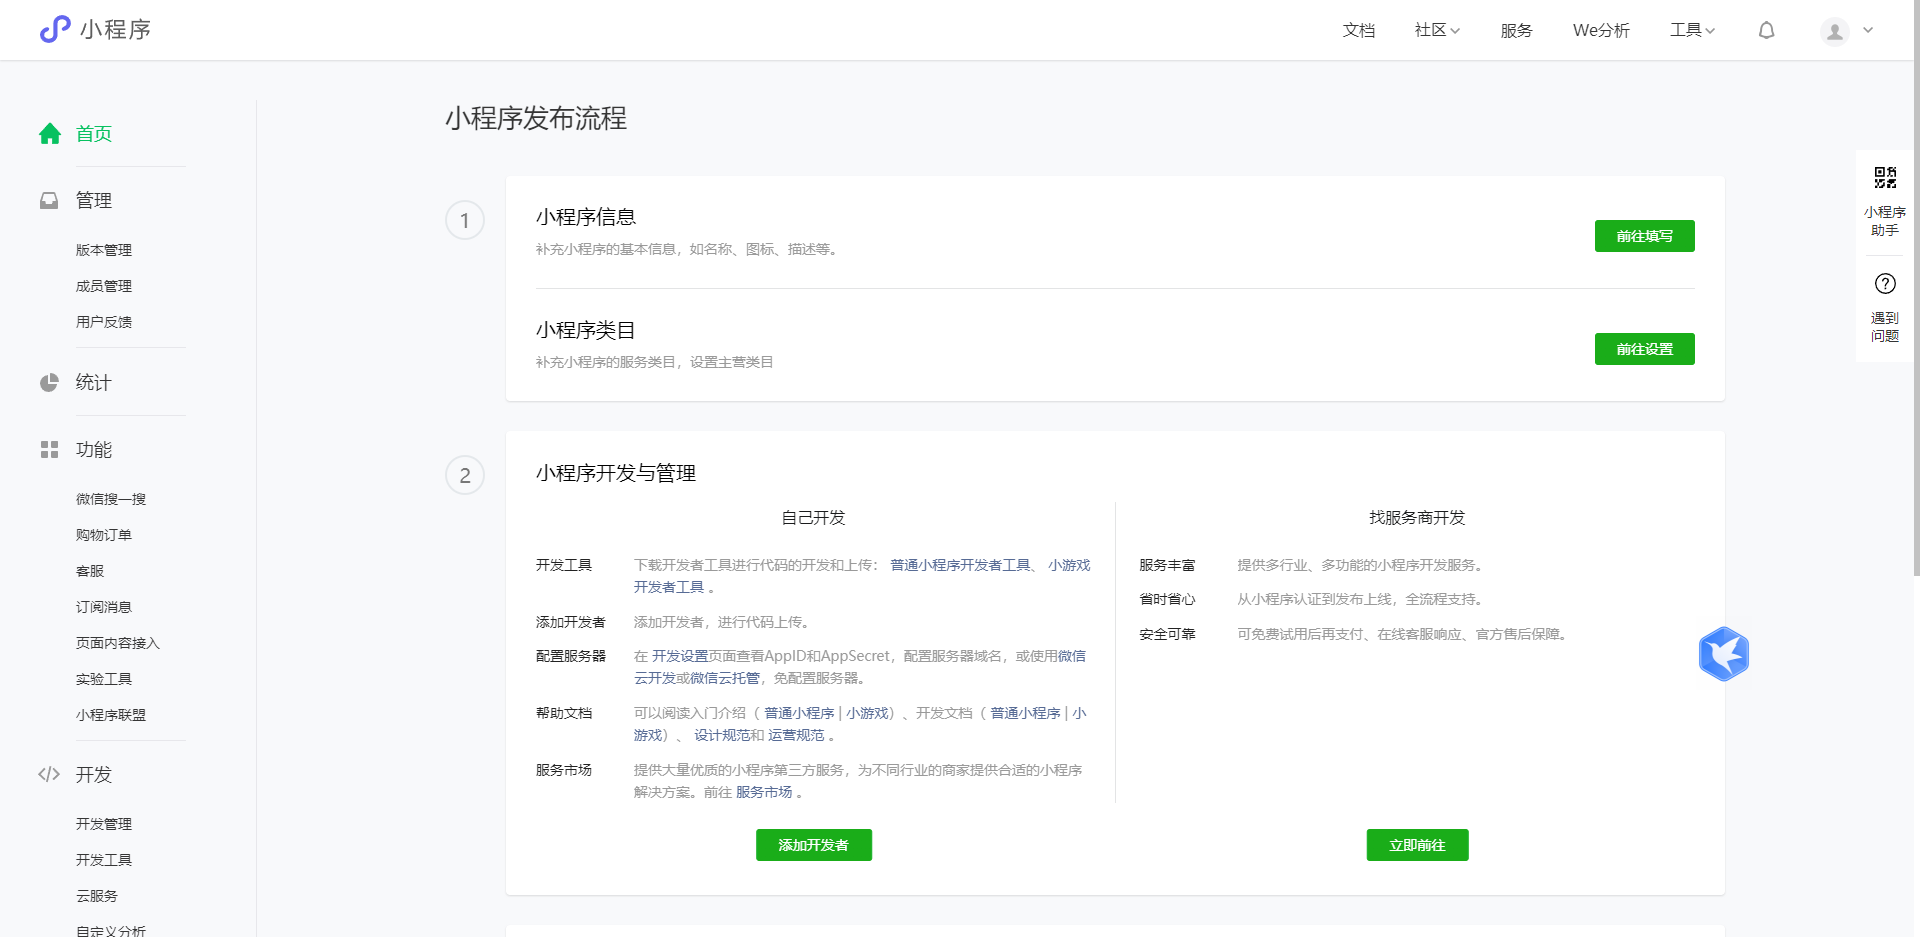 小程序
文档
社区
服务
We分析
工具
首页
管理
版本管理
成员管理
用户反馈
统计
功能
微信搜一搜
购物订单
客服
订阅消息
页面内容接入
实验工具
小程序联盟
开发
开发管理
开发工具
云服务
自定义分析
小程序发布流程
1
小程序信息
补充小程序的基本信息，如名称、图标、描述等。
前往填写
小程序类目
补充小程序的服务类目，设置主营类目
前往设置
2
小程序开发与管理
自己开发
开发工具
下载开发者工具进行代码的开发和上传： 普通小程序开发者工具、 小游戏
开发者工具 。
添加开发者
添加开发者，进行代码上传。
配置服务器
在 开发设置页面查看AppID和AppSecret，配置服务器域名，或使用微信
云开发或微信云托管，免配置服务器。
帮助文档
可以阅读入门介绍（ 普通小程序 | 小游戏）、开发文档（ 普通小程序 | 小
游戏）、 设计规范和 运营规范 。
服务市场
提供大量优质的小程序第三方服务，为不同行业的商家提供合适的小程序
解决方案。前往 服务市场 。
添加开发者
找服务商开发
服务丰富
提供多行业、多功能的小程序开发服务。
省时省心
从小程序认证到发布上线，全流程支持。
安全可靠
可免费试用后再支付、在线客服响应、官方售后保障。
立即前往
小程序
助手
遇到
问题